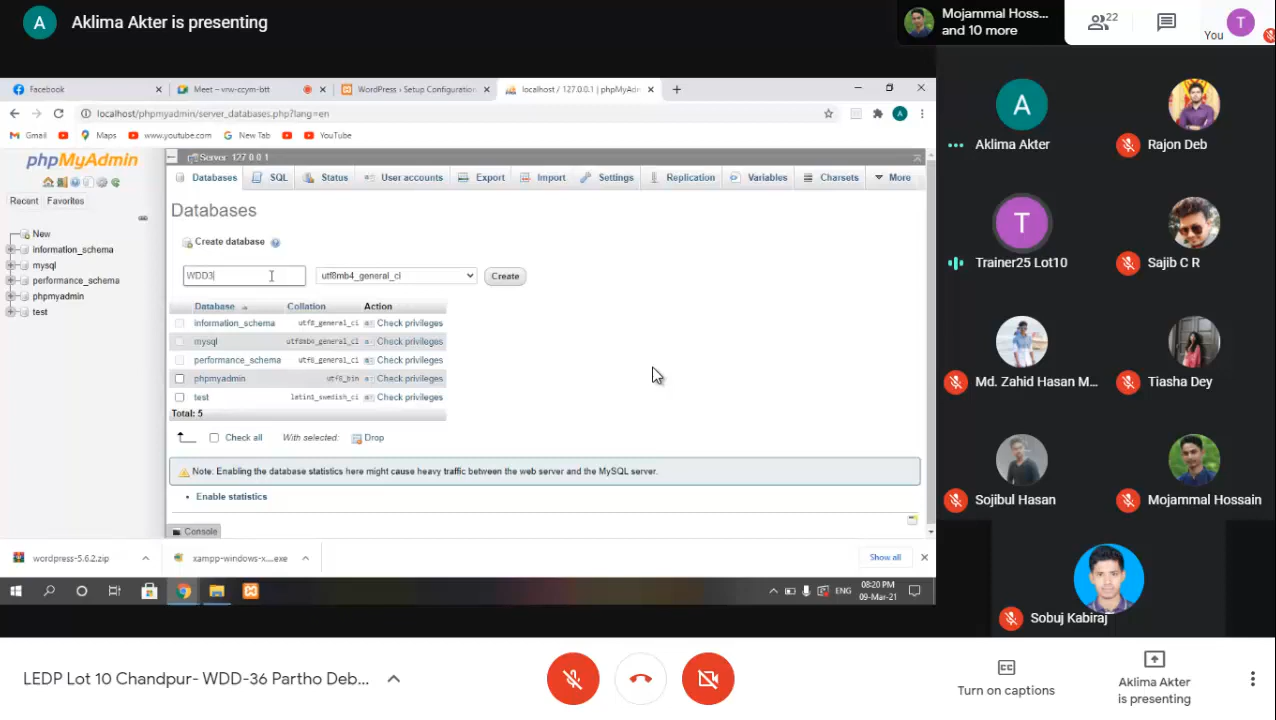 A Aklima Akter is presenting
Mojammal Hoss...
and 10 more
22
You
T
Facebook
Meet – vrw-ccym-btt
WordPress › Setup Configuration
localhost / 127.0.0.1 | phpMyAdm
localhost/phpmyadmin/server_databases.php?lang=en
A
Gmail
Maps
www.youtube.com
New Tab
YouTube
phpMyAdmin
Recent Favorites
New
information_schema
mysql
performance_schema
phpmyadmin
test
Server 127.0.0.1
Databases SQL Status User accounts Export Import Settings Replication Variables Charsets More
Databases
Create database
WDD3 utf8mb4_general_ci Create
Database Collation Action
information_schema utf8_general_ci Check privileges
mysql utf8mb4_general_ci Check privileges
performance_schema utf8_general_ci Check privileges
phpmyadmin utf8_bin Check privileges
test latin1_swedish_ci Check privileges
Total: 5
Check all With selected: Drop
Note: Enabling the database statistics here might cause heavy traffic between the web server and the MySQL server.
Enable statistics
Console
wordpress-5.6.2.zip
xampp-windows-x....exe
Show all
ENG
08:20 PM
09-Mar-21
A
Aklima Akter
Rajon Deb
T
Trainer25 Lot10
Sajib C R
Md. Zahid Hasan M...
Tiasha Dey
Sojibul Hasan
Mojammal Hossain
Sobuj Kabiraj
LEDP Lot 10 Chandpur- WDD-36 Partho Deb...
Turn on captions
Aklima Akter
is presenting